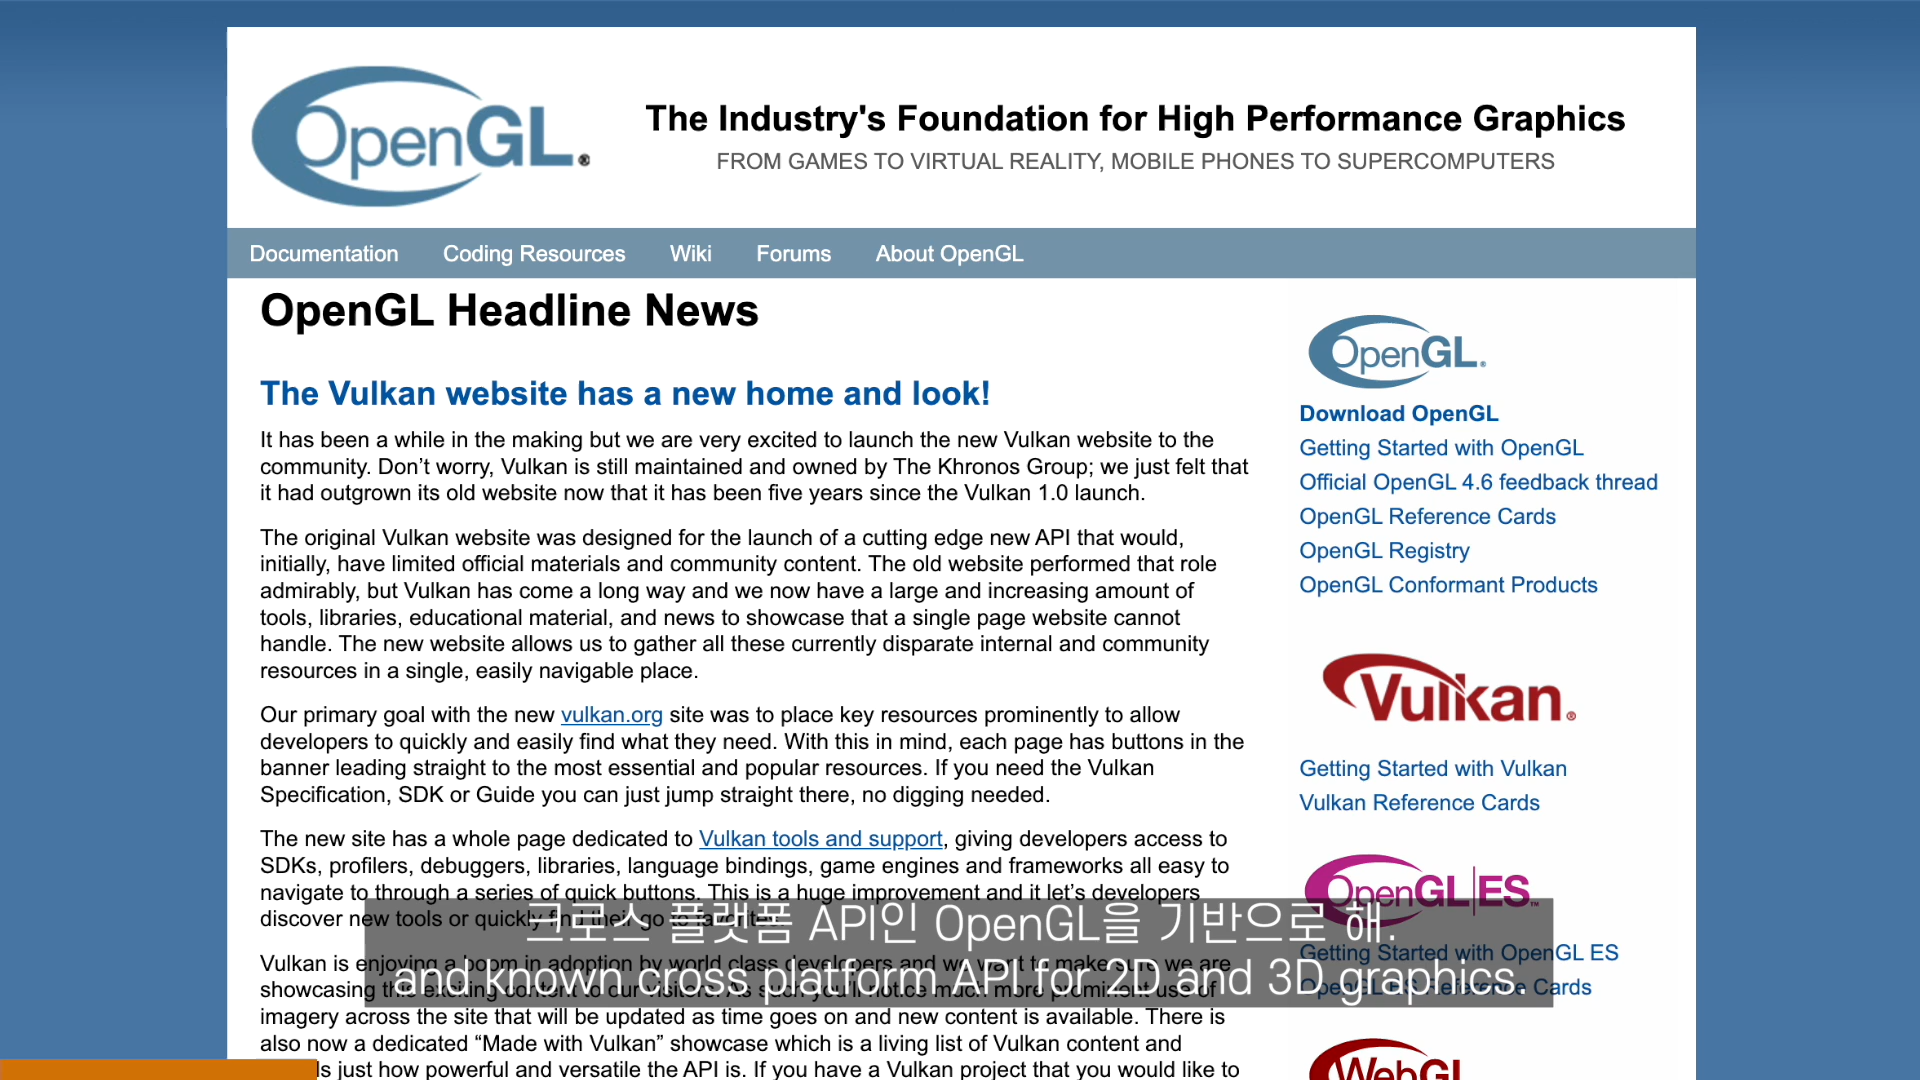 OpenGL®
The Industry's Foundation for High Performance Graphics
FROM GAMES TO VIRTUAL REALITY, MOBILE PHONES TO SUPERCOMPUTERS
Documentation Coding Resources Wiki Forums About OpenGL
OpenGL Headline News
The Vulkan website has a new home and look!
It has been a while in the making but we are very excited to launch the new Vulkan website to the
community. Don’t worry, Vulkan is still maintained and owned by The Khronos Group; we just felt that
it had outgrown its old website now that it has been five years since the Vulkan 1.0 launch.
The original Vulkan website was designed for the launch of a cutting edge new API that would,
initially, have limited official materials and community content. The old website performed that role
admirably, but Vulkan has come a long way and we now have a large and increasing amount of
tools, libraries, educational material, and news to showcase that a single page website cannot
handle. The new website allows us to gather all these currently disparate internal and community
resources in a single, easily navigable place.
Our primary goal with the new vulkan.org site was to place key resources prominently to allow
developers to quickly and easily find what they need. With this in mind, each page has buttons in the
banner leading straight to the most essential and popular resources. If you need the Vulkan
Specification, SDK or Guide you can just jump straight there, no digging needed.
The new site has a whole page dedicated to Vulkan tools and support, giving developers access to
SDKs, profilers, debuggers, libraries, language bindings, game engines and frameworks all easy to
navigate to through a series of quick buttons. This is a huge improvement and it let’s developers
discover new tools or quickly find their go to favorites.
Vulkan is enjoying a boom in adoption by world class developers and we want to make sure we are
showcasing this exciting content to our visitors. As such you’ll notice much more prominent use of
imagery across the site that will be updated as time goes on and new content is available. There is
also now a dedicated “Made with Vulkan” showcase which is a living list of Vulkan content and
just how powerful and versatile the API is. If you have a Vulkan project that you would like to
OpenGL®
Download OpenGL
Getting Started with OpenGL
Official OpenGL 4.6 feedback thread
OpenGL Reference Cards
OpenGL Registry
OpenGL Conformant Products
Vulkan®
Getting Started with Vulkan
Vulkan Reference Cards
OpenGL|ES™
Getting Started with OpenGL ES
OpenGL ES Reference Cards
WebGL
크로스 플랫폼 API인 OpenGL을 기반으로 해.
and known cross platform API for 2D and 3D graphics.